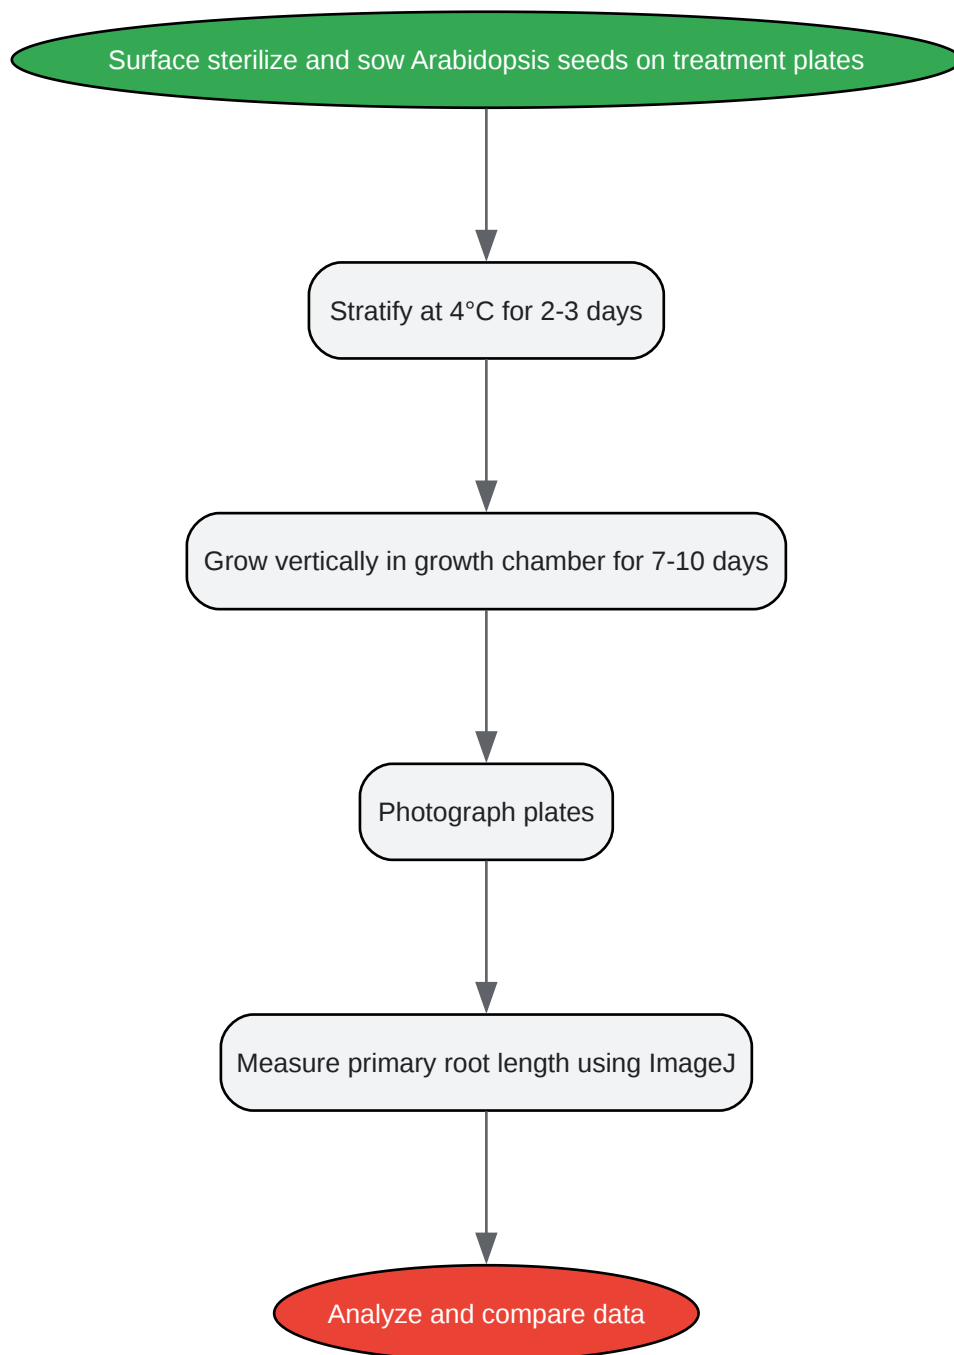 Surface sterilize and sow Arabidopsis seeds on treatment plates
Stratify at 4°C for 2-3 days
Grow vertically in growth chamber for 7-10 days
Photograph plates
Measure primary root length using ImageJ
Analyze and compare data